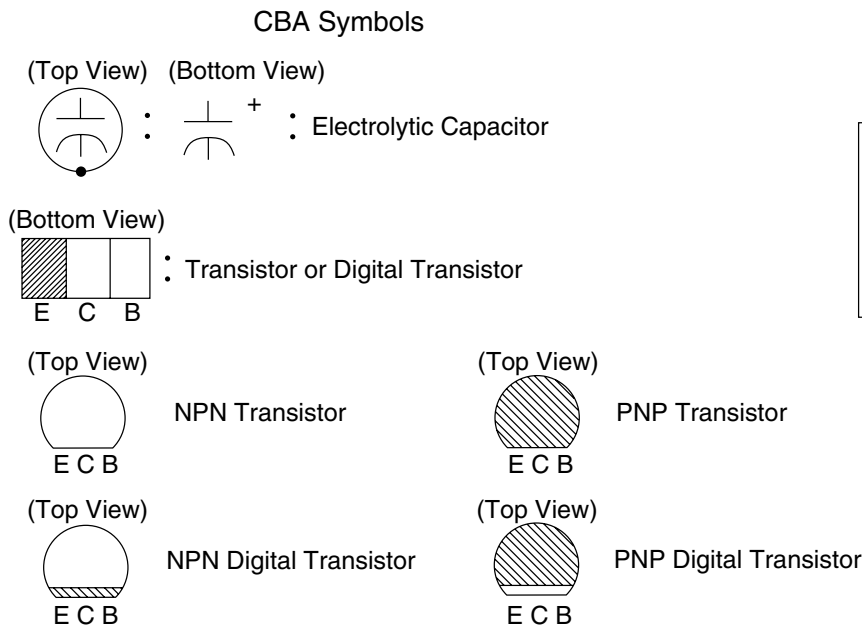 CBA Symbols
(Top View) (Bottom View)
+
: : Electrolytic Capacitor
(Bottom View)
: Transistor or Digital Transistor
E C B
(Top View) (Top View)
NPN Transistor PNP Transistor
E C B E C B
(Top View) (Top View)
NPN Digital Transistor PNP Digital Transistor
E C B E C B